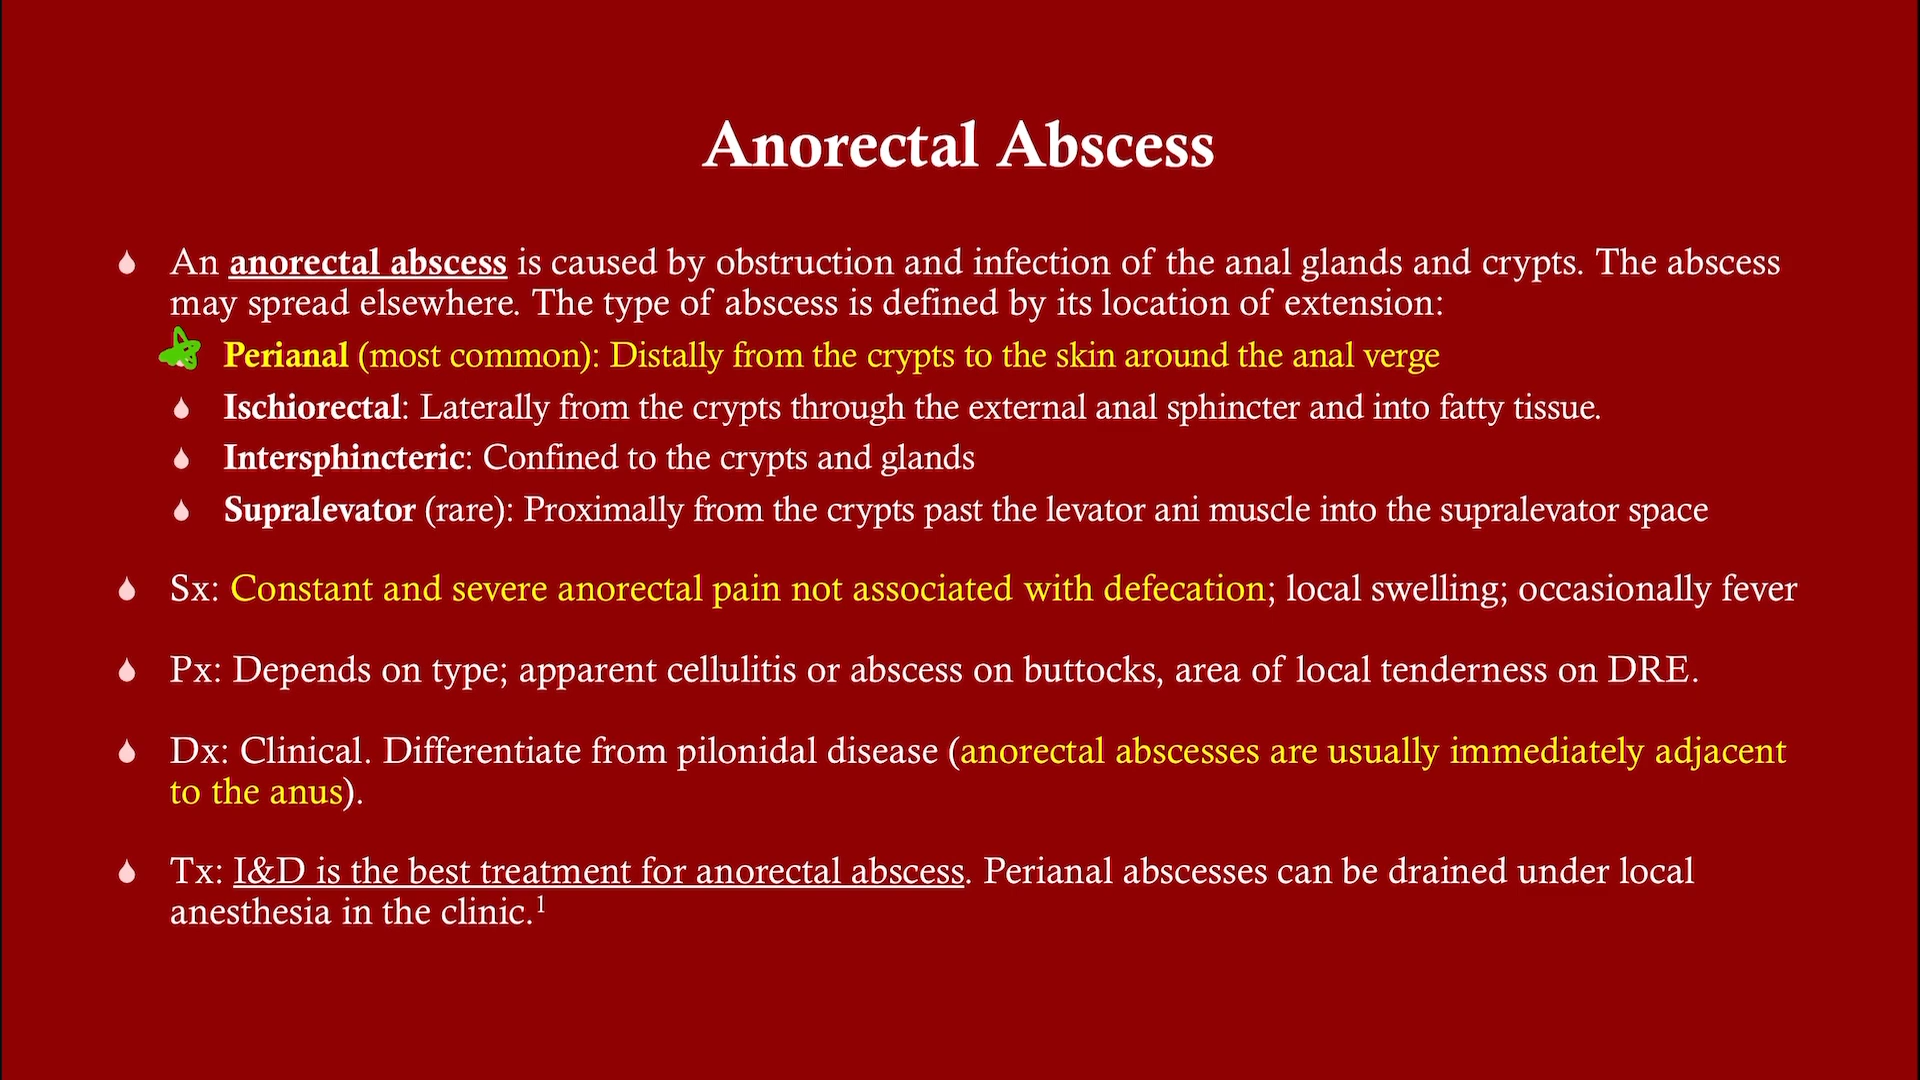 Anorectal Abscess
An anorectal abscess is caused by obstruction and infection of the anal glands and crypts. The abscess
may spread elsewhere. The type of abscess is defined by its location of extension:
Perianal (most common): Distally from the crypts to the skin around the anal verge
Ischiorectal: Laterally from the crypts through the external anal sphincter and into fatty tissue.
Intersphincteric: Confined to the crypts and glands
Supralevator (rare): Proximally from the crypts past the levator ani muscle into the supralevator space
Sx: Constant and severe anorectal pain not associated with defecation; local swelling; occasionally fever
Px: Depends on type; apparent cellulitis or abscess on buttocks, area of local tenderness on DRE.
Dx: Clinical. Differentiate from pilonidal disease (anorectal abscesses are usually immediately adjacent
to the anus).
Tx: I&D is the best treatment for anorectal abscess. Perianal abscesses can be drained under local
anesthesia in the clinic.¹